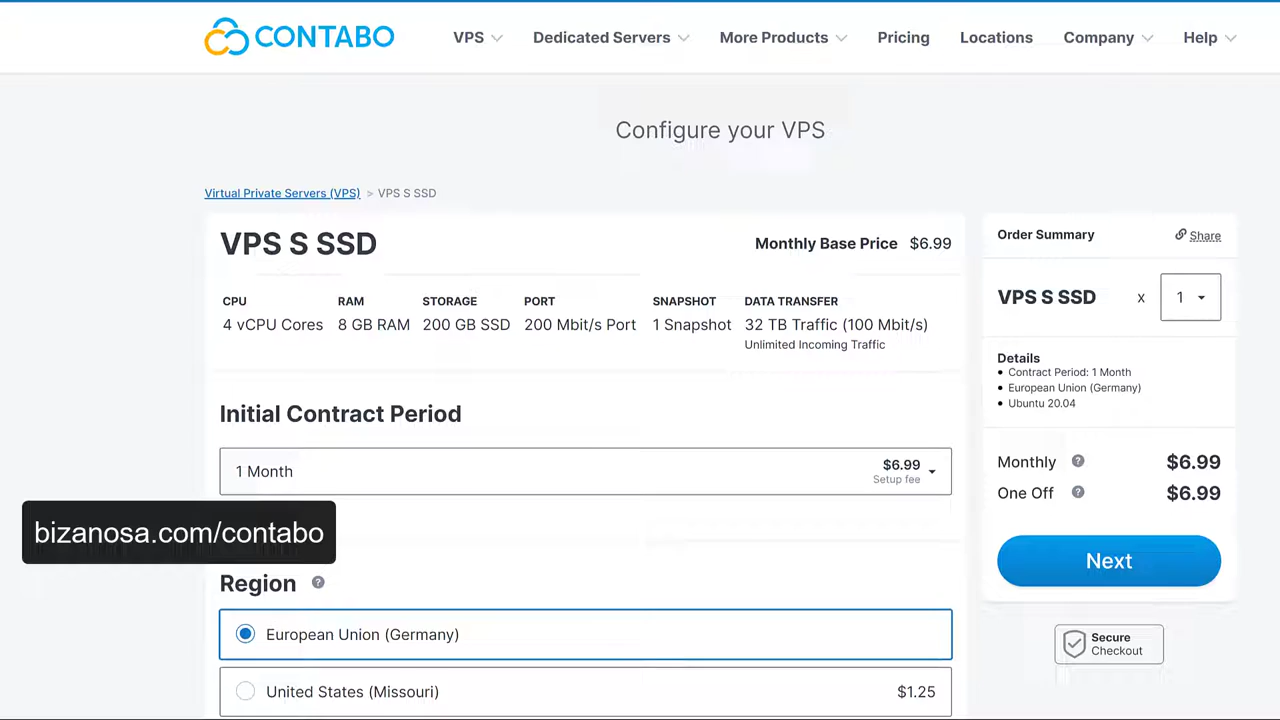 CONTABO
VPS
Dedicated Servers
More Products
Pricing
Locations
Company
Help
Configure your VPS
Virtual Private Servers (VPS) > VPS S SSD
VPS S SSD
Monthly Base Price $6.99
CPU
4 vCPU Cores
RAM
8 GB RAM
STORAGE
200 GB SSD
PORT
200 Mbit/s Port
SNAPSHOT
1 Snapshot
DATA TRANSFER
32 TB Traffic (100 Mbit/s)
Unlimited Incoming Traffic
Initial Contract Period
1 Month
$6.99
Setup fee
bizanosa.com/contabo
Region ?
European Union (Germany)
United States (Missouri) $1.25
Order Summary
Share
VPS S SSD x 1
Details
• Contract Period: 1 Month
• European Union (Germany)
• Ubuntu 20.04
Monthly ? $6.99
One Off ? $6.99
Next
Secure
Checkout